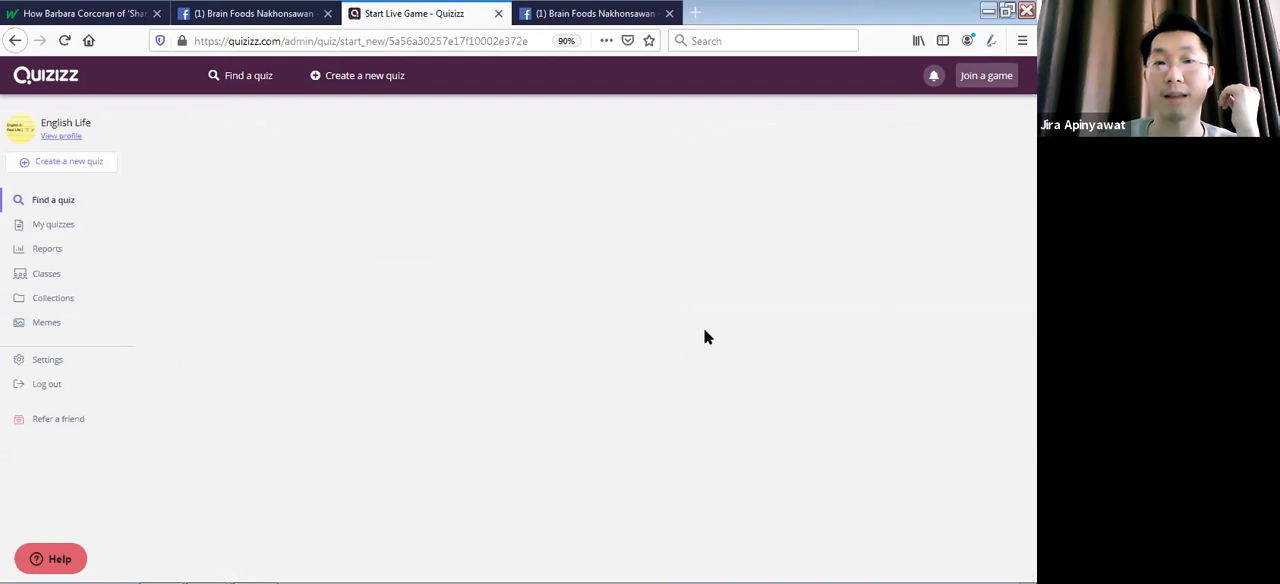 How Barbara Corcoran of 'Shar
(1) Brain Foods Nakhonsawan
Start Live Game - Quizizz
(1) Brain Foods Nakhonsawan
https://quizizz.com/admin/quiz/start_new/5a56a30257e17f10002e372e
90%
Search
QUIZIZZ
Find a quiz
Create a new quiz
Join a game
English Life
View profile
Create a new quiz
Find a quiz
My quizzes
Reports
Classes
Collections
Memes
Settings
Log out
Refer a friend
Help
Jira Apinyawat